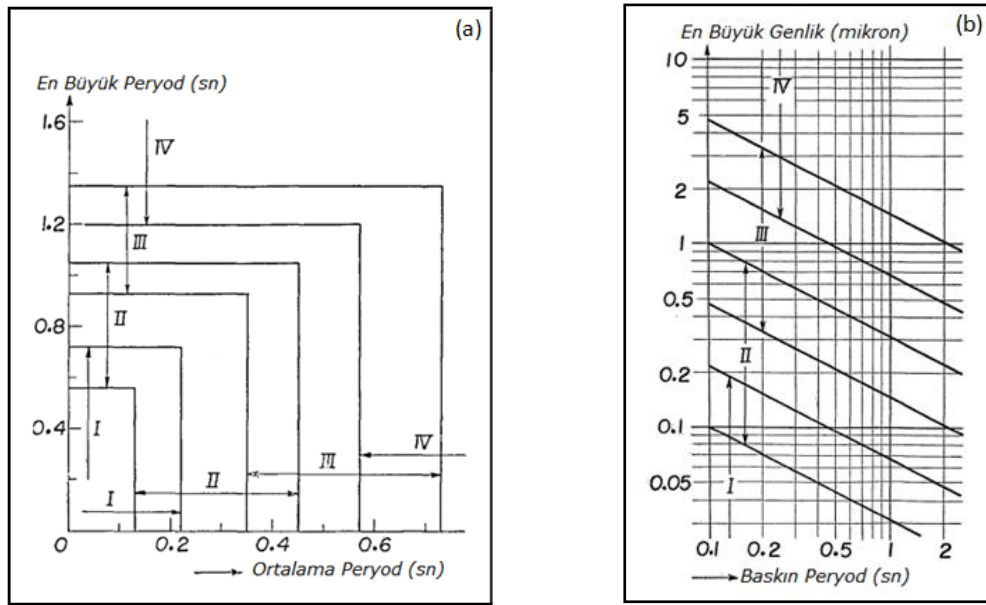 (a)
En Büyük Peryod (sn)
1.6
IV
1.2
III
II
0.8
I
0.4
IV
III
II
I
0
0
0.2
0.4
0.6
Ortalama Peryod (sn)
(b)
En Büyük Genlik (mikron)
10
IV
5
2
III
1
0.5
II
0.2
0.1
I
0.05
0.1
0.2
0.5
1
2
Baskın Peryod (sn)